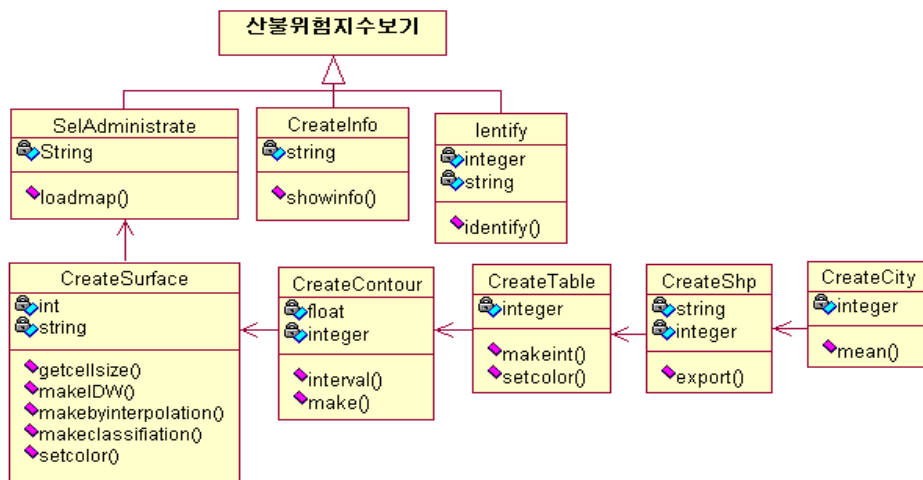 산불위험지수보기
SelAdministrate
String
loadmap()
CreateInfo
string
showinfo()
Ientify
integer
string
identify()
CreateSurface
int
string
getcellsize()
makeIDW()
makebyinterpolation()
makeclassifiation()
setcolor()
CreateContour
float
integer
interval()
make()
CreateTable
integer
makeint()
setcolor()
CreateShp
string
integer
export()
CreateCity
integer
mean()